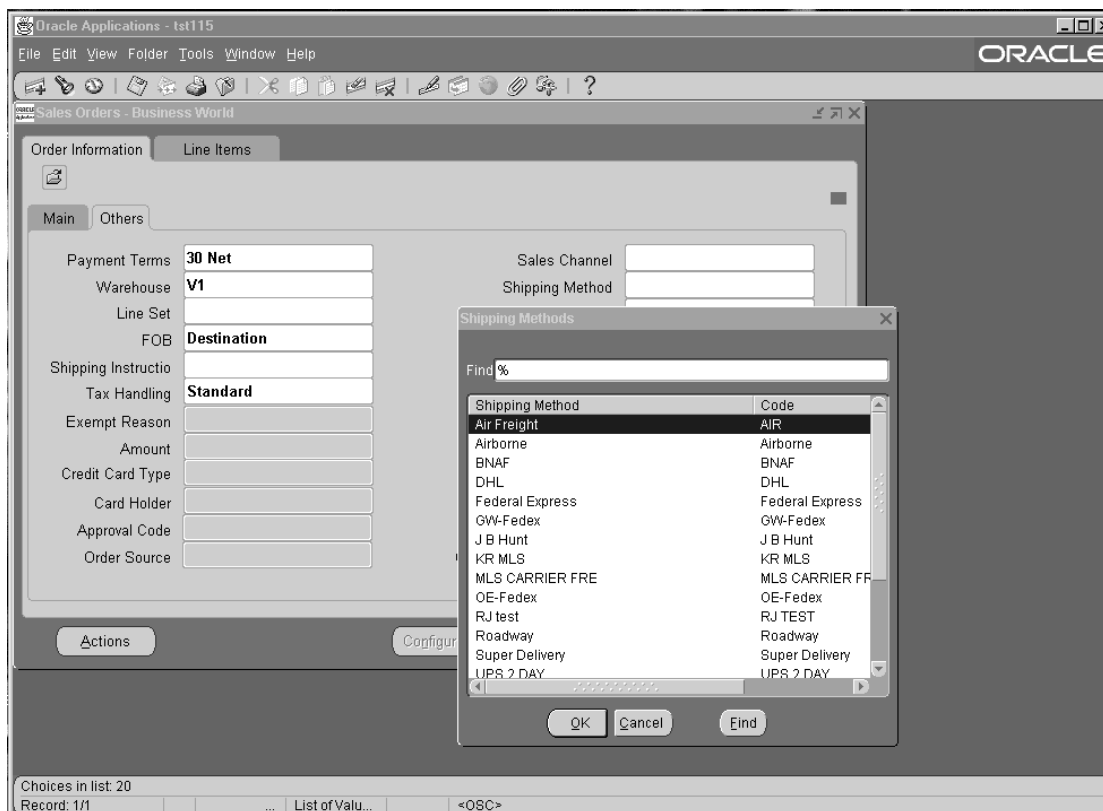 Oracle Applications - tst115
File Edit View Folder Tools Window Help
ORACLE
Sales Orders - Business World
Order Information Line Items
Main Others
Payment Terms 30 Net
Warehouse V1
Line Set
FOB Destination
Shipping Instructio
Tax Handling Standard
Exempt Reason
Amount
Credit Card Type
Card Holder
Approval Code
Order Source
Sales Channel
Shipping Method
Actions
Configur
Shipping Methods
Find %
Shipping Method Code
Air Freight AIR
Airborne Airborne
BNAF BNAF
DHL DHL
Federal Express Federal Express
GW-Fedex GW-Fedex
J B Hunt J B Hunt
KR MLS KR MLS
MLS CARRIER FRE MLS CARRIER FR
OE-Fedex OE-Fedex
RJ test RJ TEST
Roadway Roadway
Super Delivery Super Delivery
UPS 2 DAY UPS 2 DAY
OK Cancel Find
Choices in list: 20
Record: 1/1 ... List of Valu... <OSC>